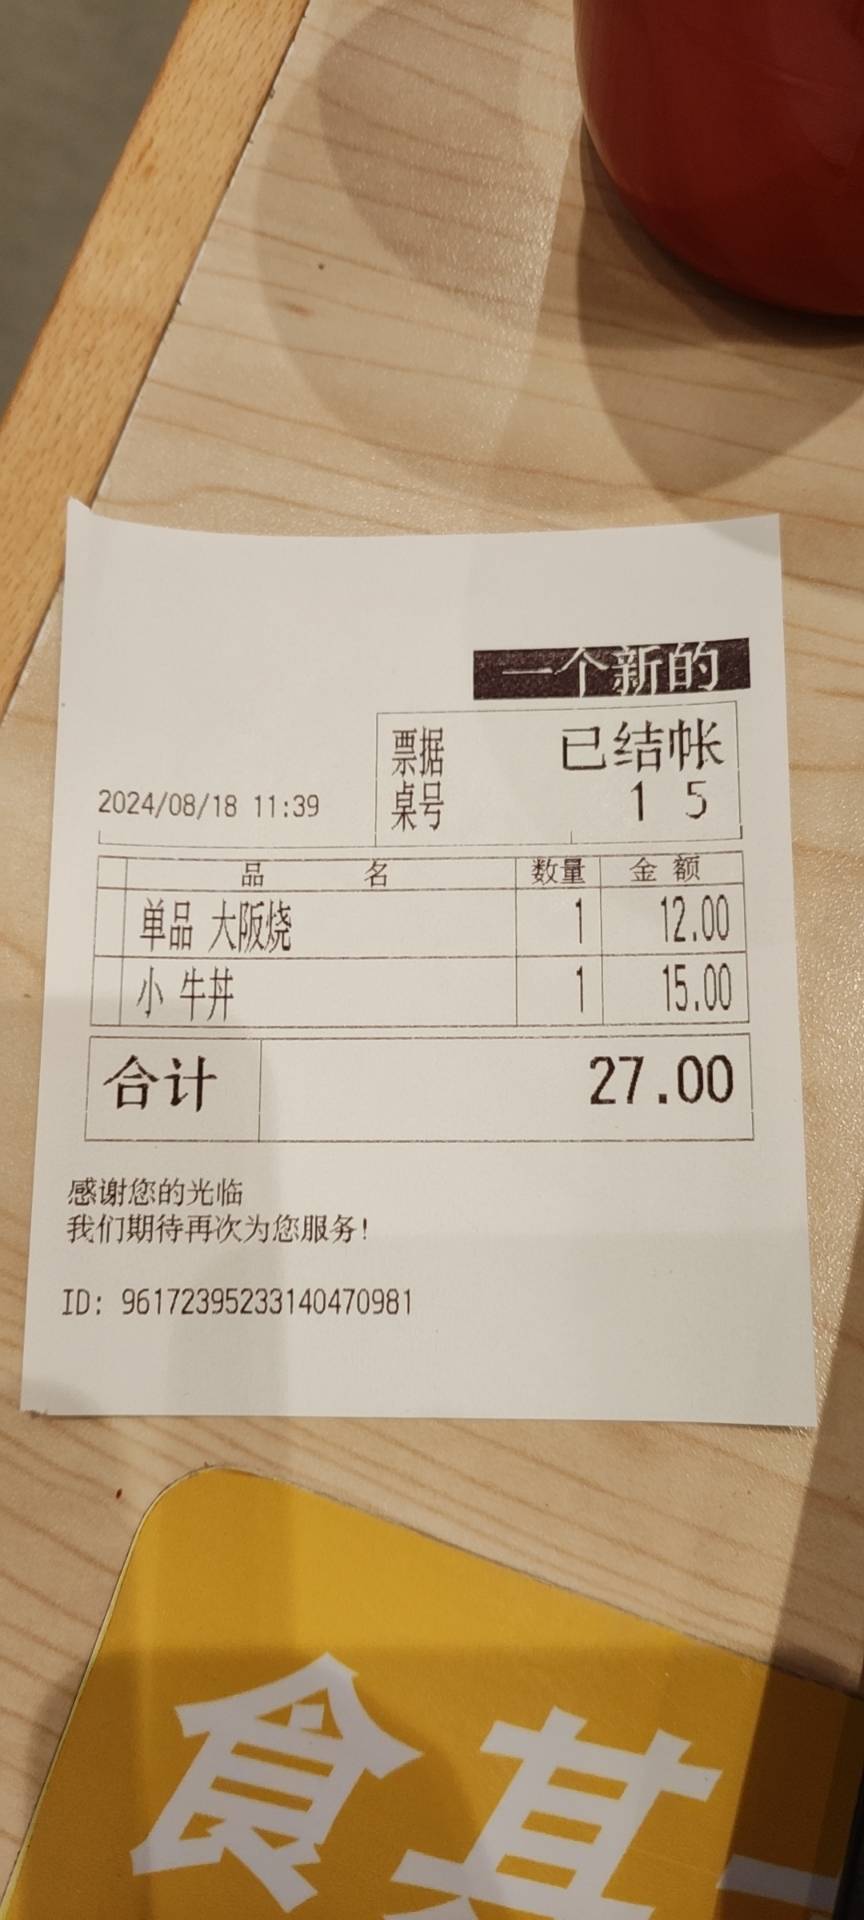 一个新的
票据 已结帐
2024/08/18 11:39 桌号 1 5
品 名 数量 金 额
单品 大阪烧 1 12.00
小 牛丼 1 15.00
合计 27.00
感谢您的光临
我们期待再次为您服务!
ID: 96172395233140470981
食其